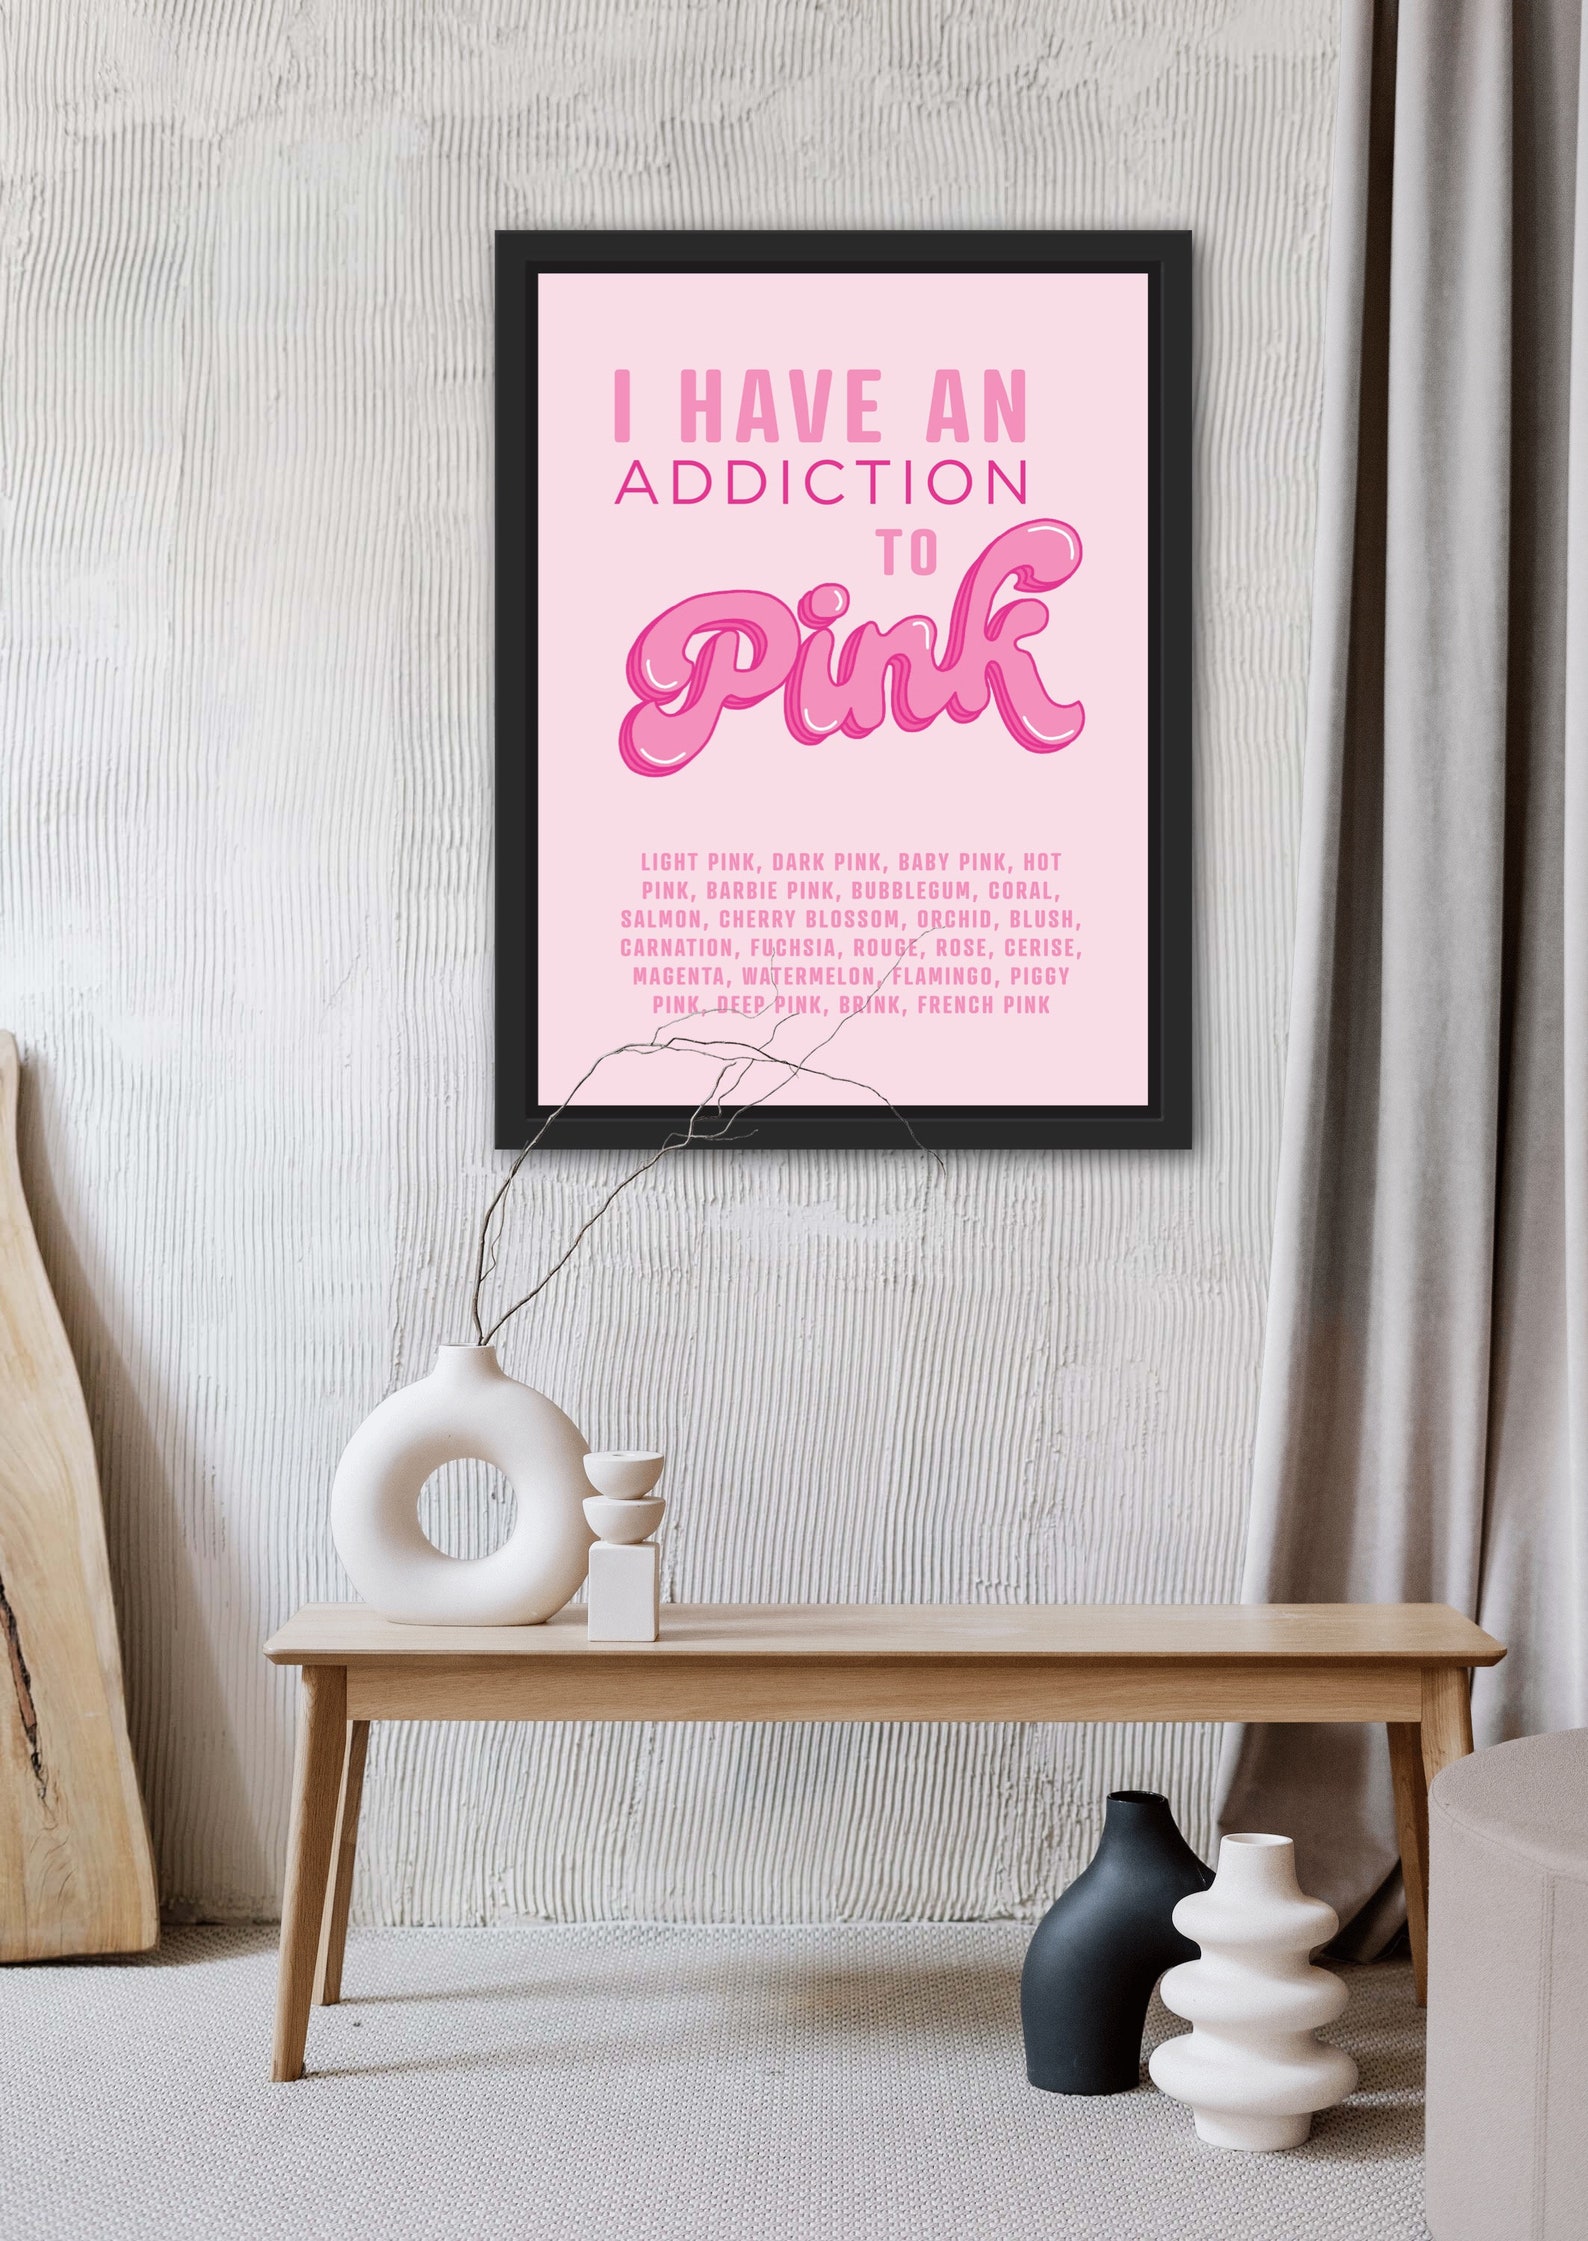 I HAVE AN
ADDICTION
TO
Pink
LIGHT PINK, DARK PINK, BABY PINK, HOT
PINK, BARBIE PINK, BUBBLEGUM, CORAL,
SALMON, CHERRY BLOSSOM, ORCHID, BLUSH,
CARNATION, FUCHSIA, ROUGE, ROSE, CERISE,
MAGENTA, WATERMELON, FLAMINGO, PIGGY
PINK, DEEP PINK, BRINK, FRENCH PINK